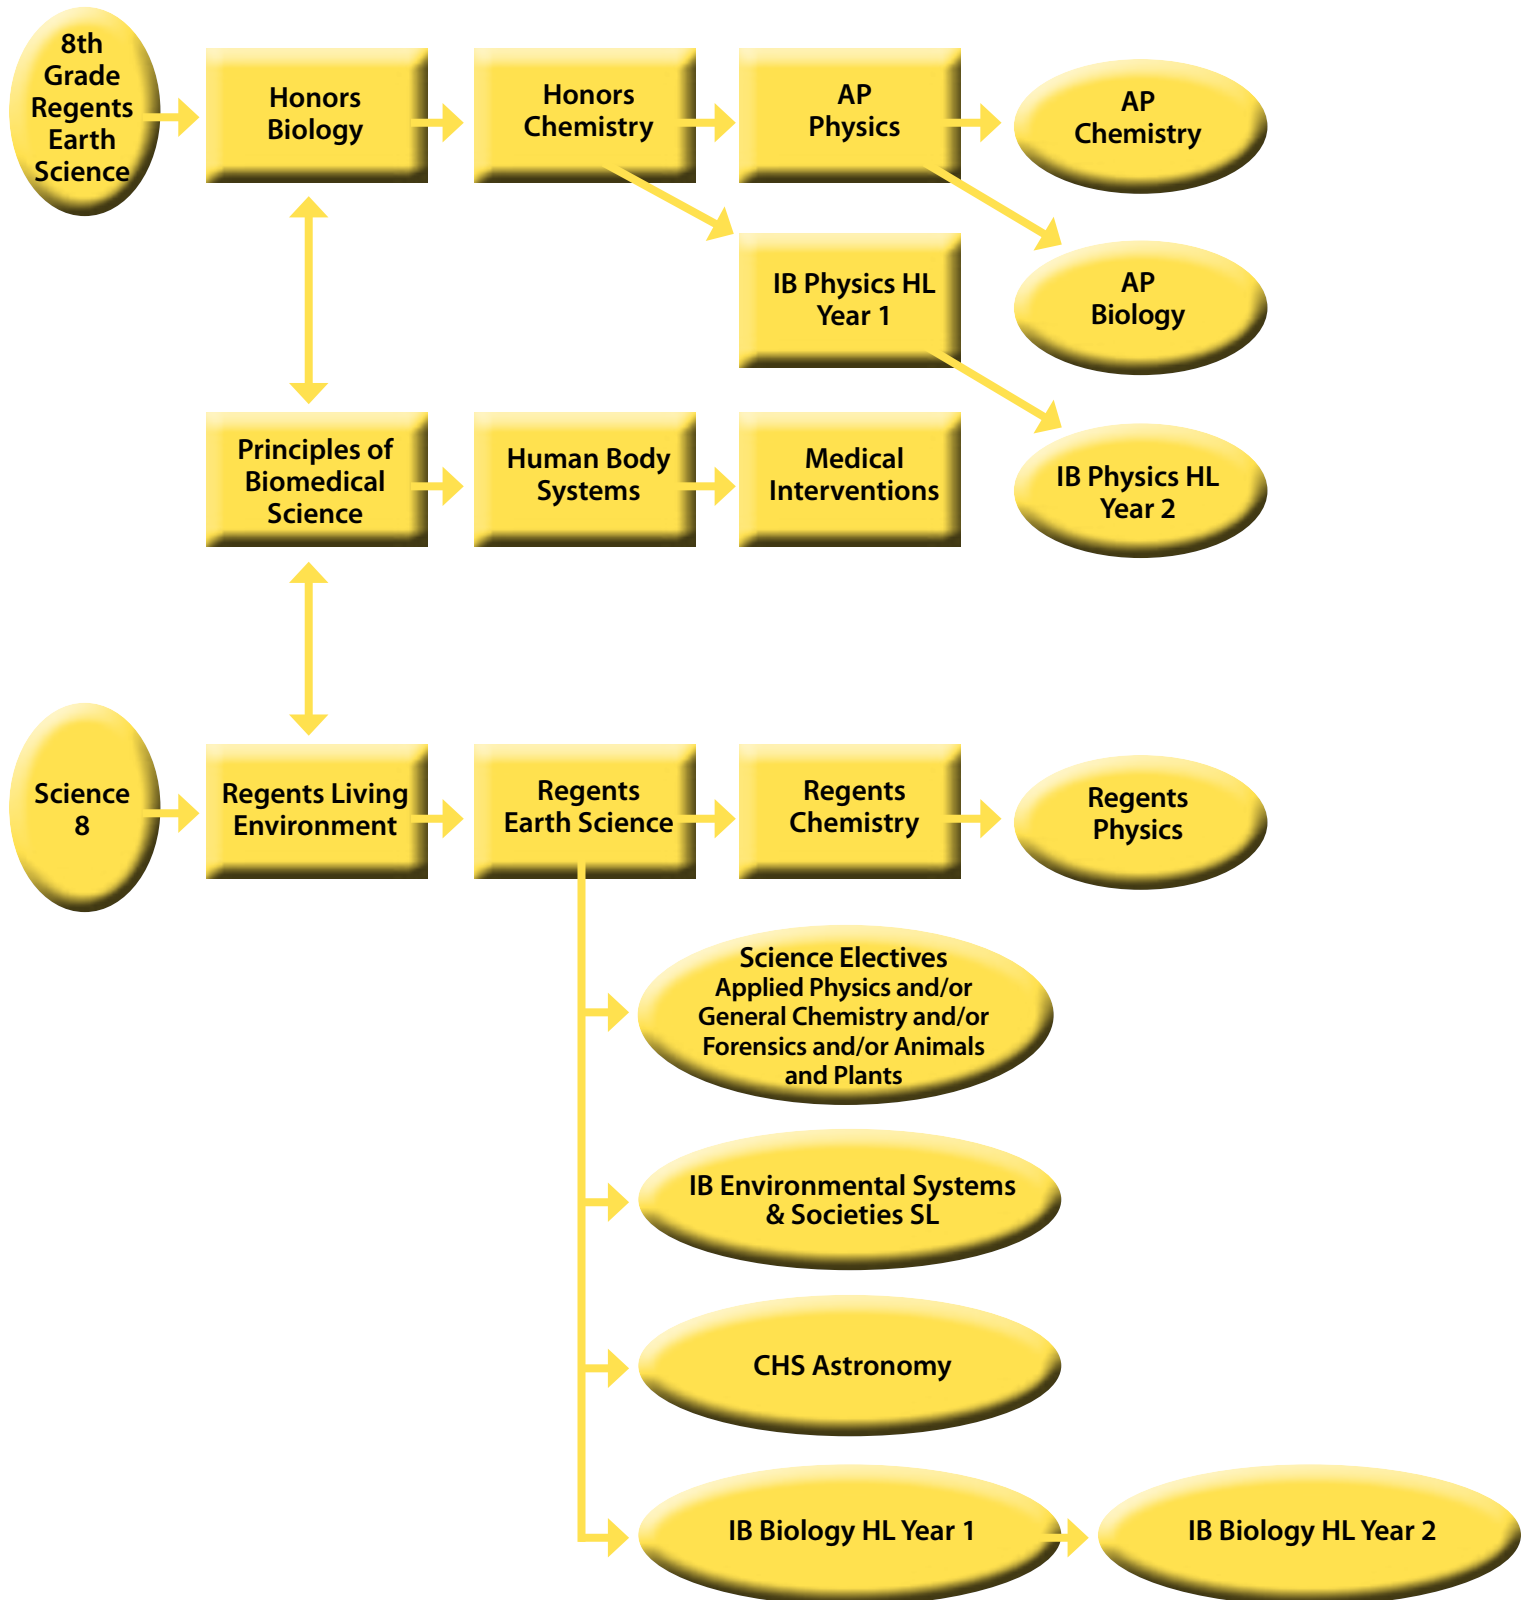 8th
Grade
Regents
Earth
Science
Honors
Biology
Honors
Chemistry
AP
Physics
AP
Chemistry
IB Physics HL
Year 1
AP
Biology
Principles of
Biomedical
Science
Human Body
Systems
Medical
Interventions
IB Physics HL
Year 2
Science
8
Regents Living
Environment
Regents
Earth Science
Regents
Chemistry
Regents
Physics
Science Electives
Applied Physics and/or
General Chemistry and/or
Forensics and/or Animals
and Plants
IB Environmental Systems
& Societies SL
CHS Astronomy
IB Biology HL Year 1
IB Biology HL Year 2